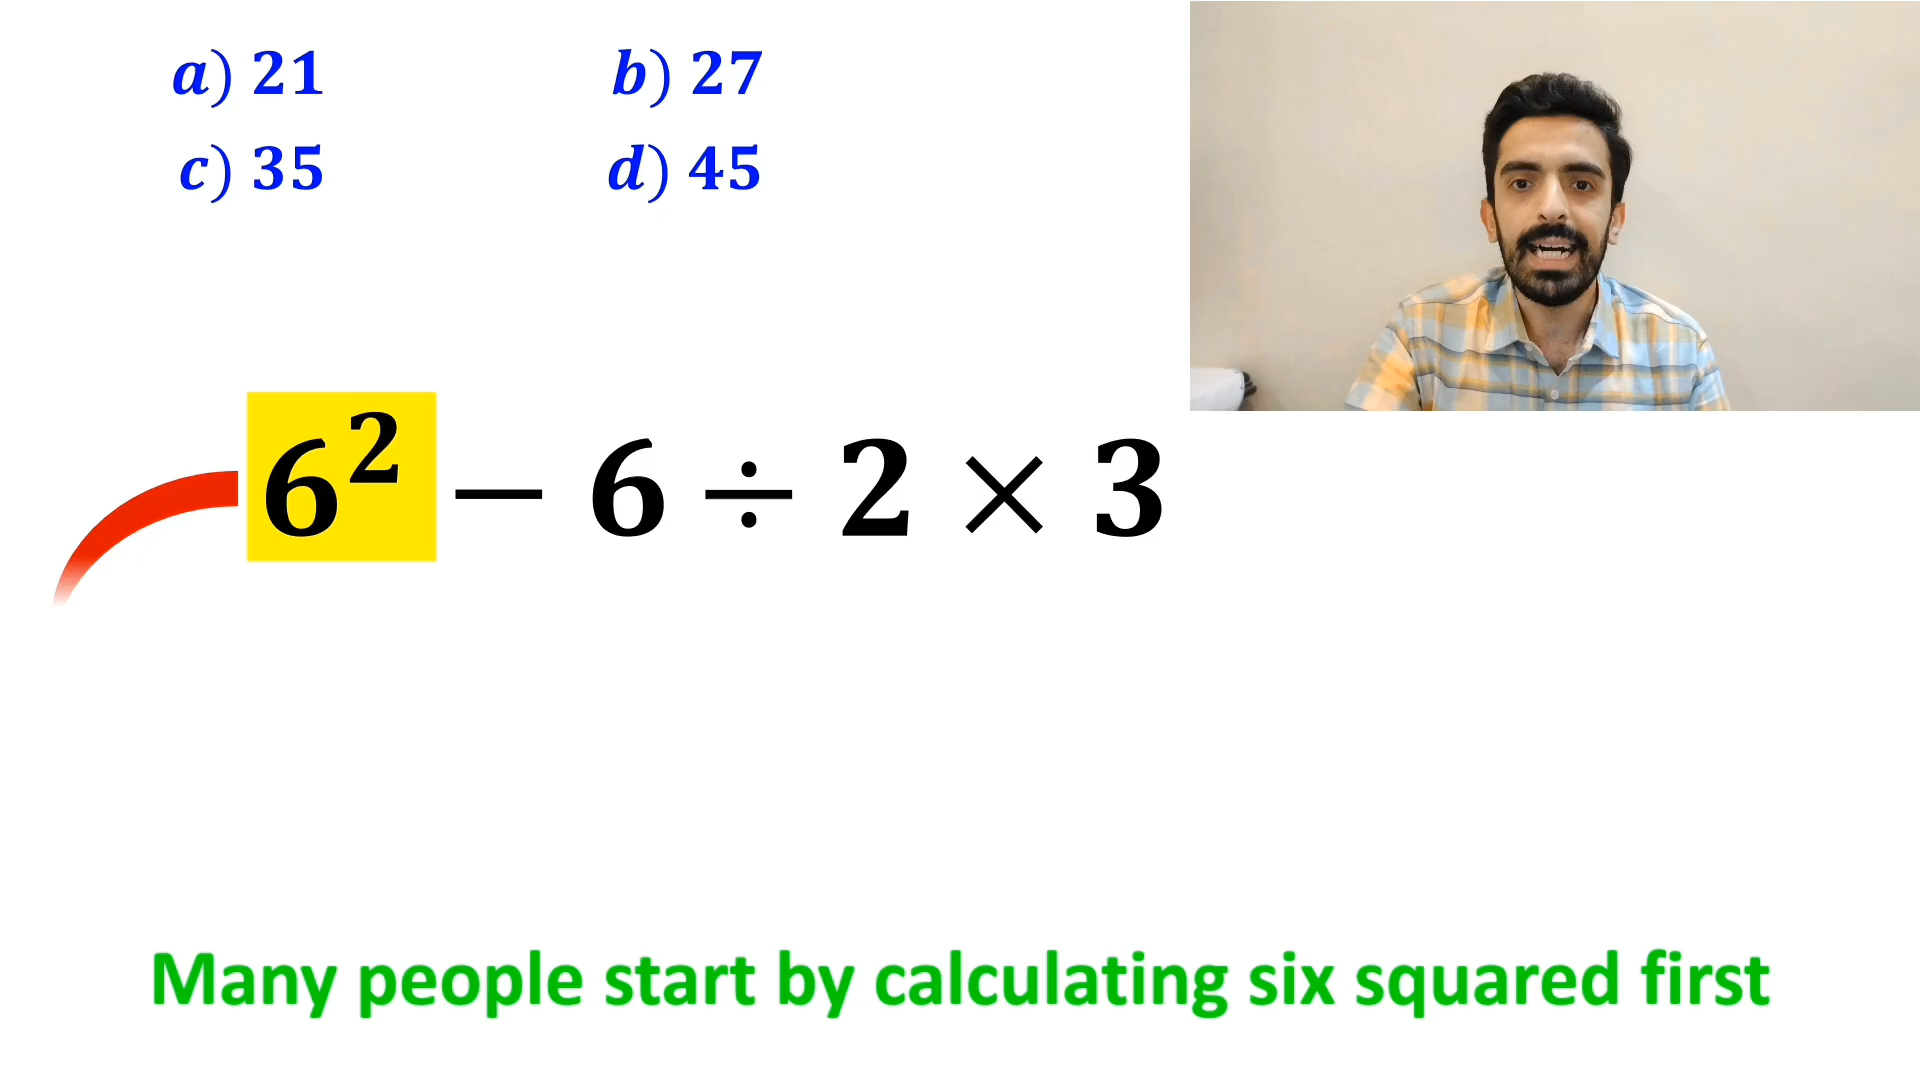 a) 21 b) 27
c) 35 d) 45
6² − 6 ÷ 2 × 3
Many people start by calculating six squared first